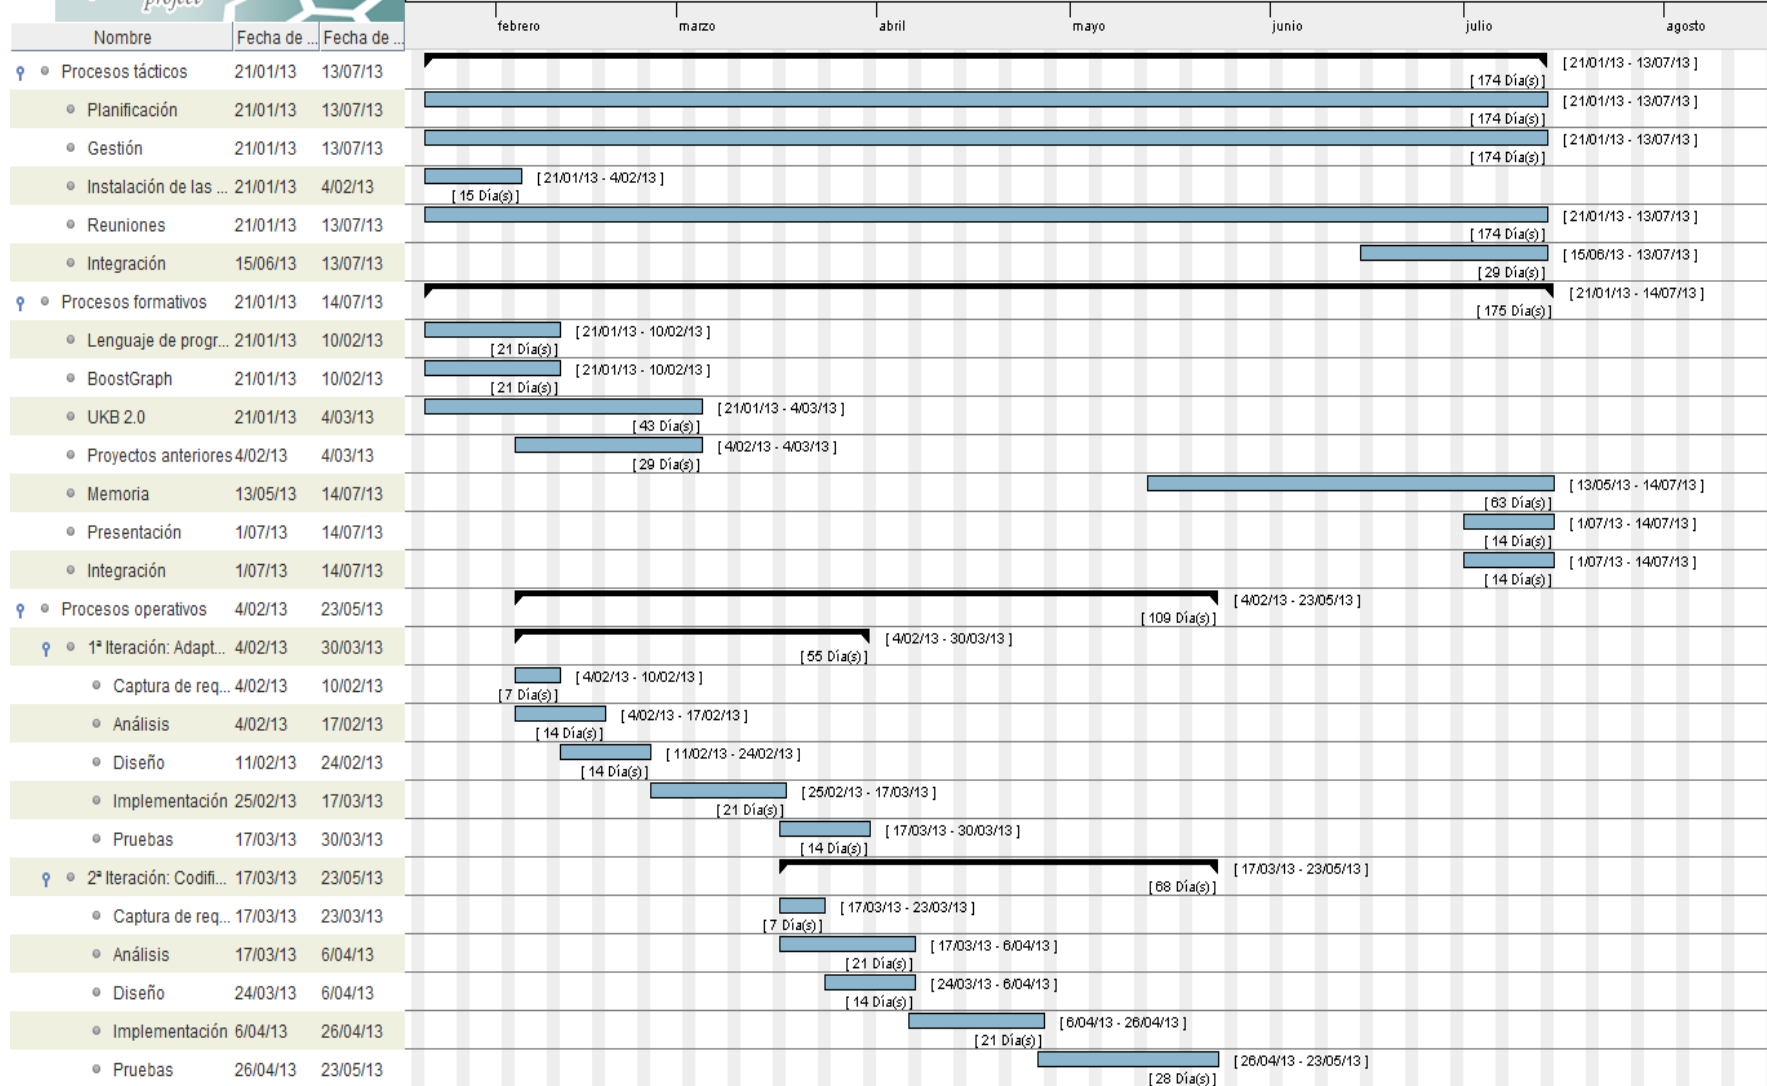 project
febrero marzo abril mayo junio julio agosto
Nombre Fecha de ... Fecha de ...
Procesos tácticos 21/01/13 13/07/13 [ 21/01/13 - 13/07/13 ]
[ 174 Día(s) ]
Planificación 21/01/13 13/07/13 [ 21/01/13 - 13/07/13 ]
[ 174 Día(s) ]
Gestión 21/01/13 13/07/13 [ 21/01/13 - 13/07/13 ]
[ 174 Día(s) ]
Instalación de las ... 21/01/13 4/02/13 [ 21/01/13 - 4/02/13 ]
[ 15 Día(s) ]
Reuniones 21/01/13 13/07/13 [ 21/01/13 - 13/07/13 ]
[ 174 Día(s) ]
Integración 15/06/13 13/07/13 [ 15/06/13 - 13/07/13 ]
[ 29 Día(s) ]
Procesos formativos 21/01/13 14/07/13 [ 21/01/13 - 14/07/13 ]
[ 175 Día(s) ]
Lenguaje de progr... 21/01/13 10/02/13 [ 21/01/13 - 10/02/13 ]
[ 21 Día(s) ]
BoostGraph 21/01/13 10/02/13 [ 21/01/13 - 10/02/13 ]
[ 21 Día(s) ]
UKB 2.0 21/01/13 4/03/13 [ 21/01/13 - 4/03/13 ]
[ 43 Día(s) ]
Proyectos anteriores 4/02/13 4/03/13 [ 4/02/13 - 4/03/13 ]
[ 29 Día(s) ]
Memoria 13/05/13 14/07/13 [ 13/05/13 - 14/07/13 ]
[ 63 Día(s) ]
Presentación 1/07/13 14/07/13 [ 1/07/13 - 14/07/13 ]
[ 14 Día(s) ]
Integración 1/07/13 14/07/13 [ 1/07/13 - 14/07/13 ]
[ 14 Día(s) ]
Procesos operativos 4/02/13 23/05/13 [ 4/02/13 - 23/05/13 ]
[ 109 Día(s) ]
1ª Iteración: Adapt... 4/02/13 30/03/13 [ 4/02/13 - 30/03/13 ]
[ 55 Día(s) ]
Captura de req... 4/02/13 10/02/13 [ 4/02/13 - 10/02/13 ]
[ 7 Día(s) ]
Análisis 4/02/13 17/02/13 [ 4/02/13 - 17/02/13 ]
[ 14 Día(s) ]
Diseño 11/02/13 24/02/13 [ 11/02/13 - 24/02/13 ]
[ 14 Día(s) ]
Implementación 25/02/13 17/03/13 [ 25/02/13 - 17/03/13 ]
[ 21 Día(s) ]
Pruebas 17/03/13 30/03/13 [ 17/03/13 - 30/03/13 ]
[ 14 Día(s) ]
2ª Iteración: Codifi... 17/03/13 23/05/13 [ 17/03/13 - 23/05/13 ]
[ 68 Día(s) ]
Captura de req... 17/03/13 23/03/13 [ 17/03/13 - 23/03/13 ]
[ 7 Día(s) ]
Análisis 17/03/13 6/04/13 [ 17/03/13 - 6/04/13 ]
[ 21 Día(s) ]
Diseño 24/03/13 6/04/13 [ 24/03/13 - 6/04/13 ]
[ 14 Día(s) ]
Implementación 6/04/13 26/04/13 [ 6/04/13 - 26/04/13 ]
[ 21 Día(s) ]
Pruebas 26/04/13 23/05/13 [ 26/04/13 - 23/05/13 ]
[ 28 Día(s) ]